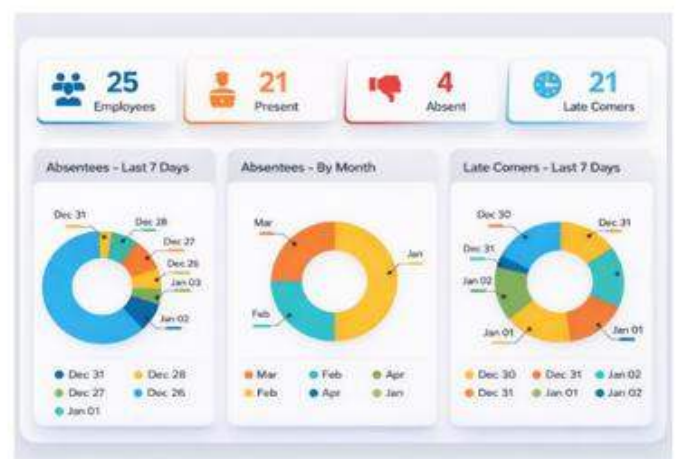 25
Employees
21
Present
4
Absent
21
Late Comers
Absentees - Last 7 Days
Dec 31
Dec 28
Dec 27
Dec 26
Jan 03
Jan 02
Dec 31
Dec 28
Dec 27
Dec 26
Jan 01
Absentees - By Month
Mar
Jan
Feb
Mar
Feb
Apr
Feb
Apr
Jan
Late Comers - Last 7 Days
Dec 30
Dec 31
Dec 31
Jan 02
Jan 01
Jan 01
Dec 30
Dec 31
Jan 02
Dec 31
Jan 01
Jan 02